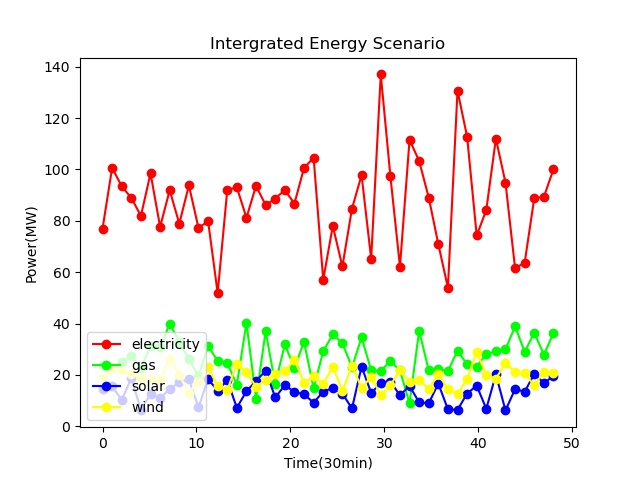 Intergrated Energy Scenario
Power(MW)
140
120
100
80
60
40
20
0
electricity
gas
solar
wind
0 10 20 30 40 50
Time(30min)